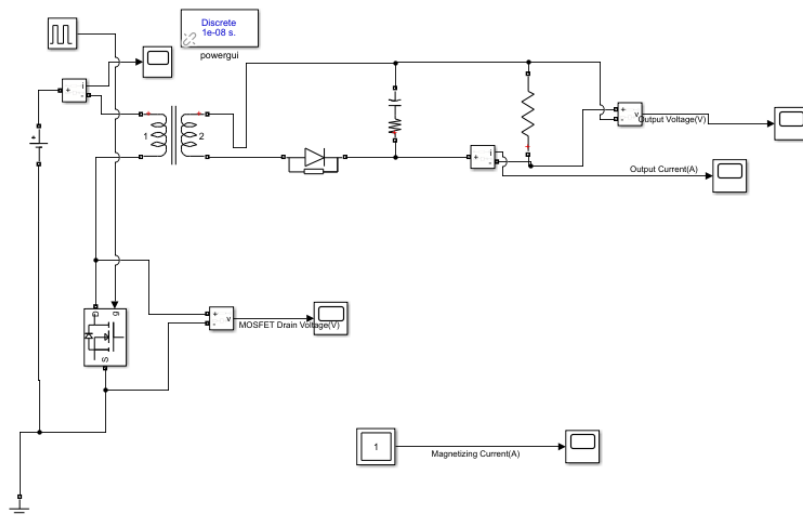 Discrete
1e-08 s.
powergui
+
i
-
+
1
+
2
+
+
+
i
-
+
+
v
-
Output Voltage(V)
Output Current(A)
D
g
S
+
v
-
MOSFET Drain Voltage(V)
1
Magnetizing Current(A)